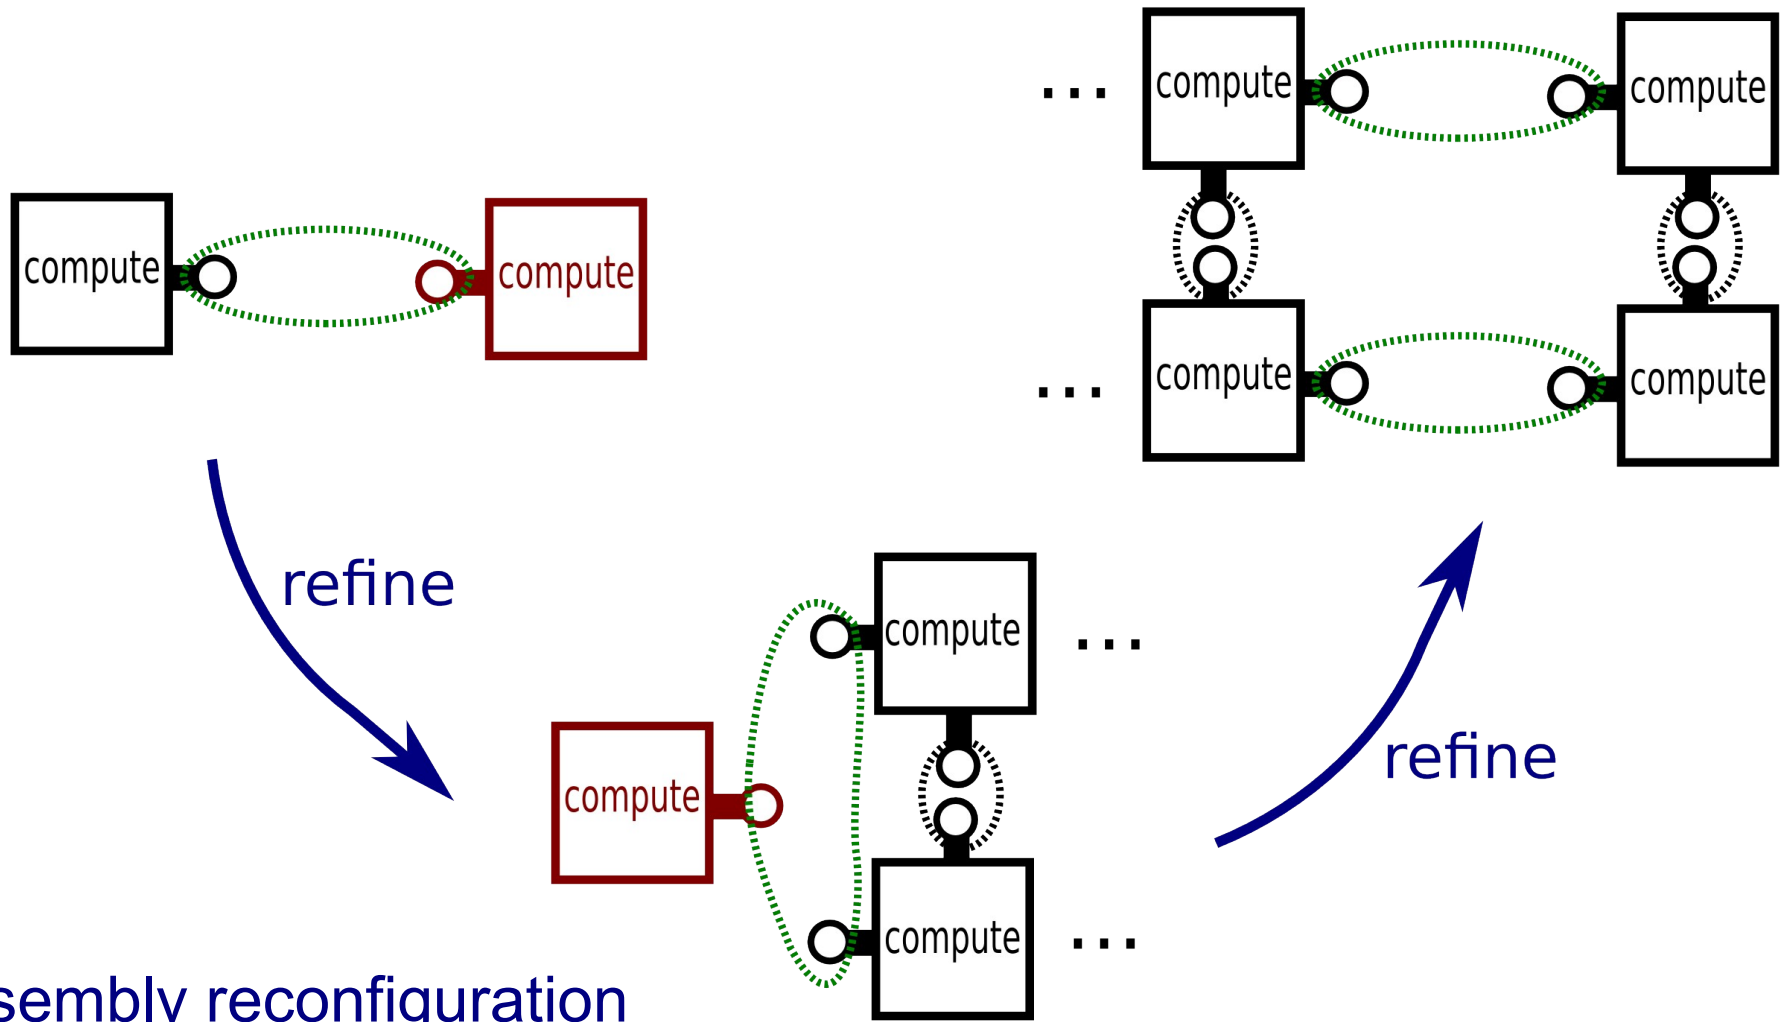 ... compute compute
compute compute
... compute compute
refine
compute ...
compute
refine
compute ...
sembly reconfiguration